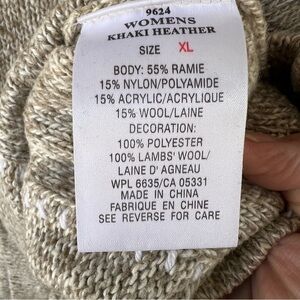 9624
WOMENS
KHAKI HEATHER
SIZE XL
BODY: 55% RAMIE
15% NYLON/POLYAMIDE
15% ACRYLIC/ACRYLIQUE
15% WOOL/LAINE
DECORATION:
100% POLYESTER
100% LAMBS' WOOL/
LAINE D' AGNEAU
WPL 6635/CA 05331
MADE IN CHINA
FABRIQUE EN CHINE
SEE REVERSE FOR CARE